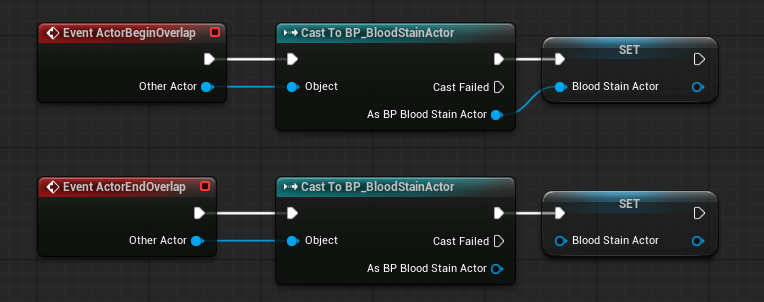 Event ActorBeginOverlap
Other Actor
Cast To BP_BloodStainActor
Object
Cast Failed
As BP Blood Stain Actor
SET
Blood Stain Actor
Event ActorEndOverlap
Other Actor
Cast To BP_BloodStainActor
Object
Cast Failed
As BP Blood Stain Actor
SET
Blood Stain Actor